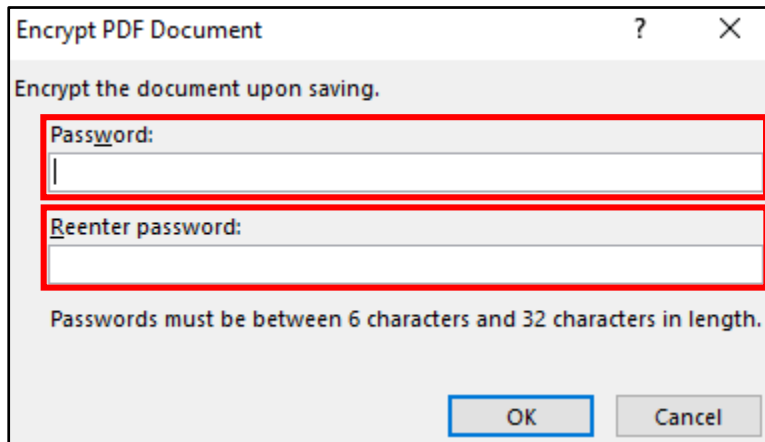 Encrypt PDF Document ?
Encrypt the document upon saving.
Password:
Reenter password:
Passwords must be between 6 characters and 32 characters in length.
OK Cancel